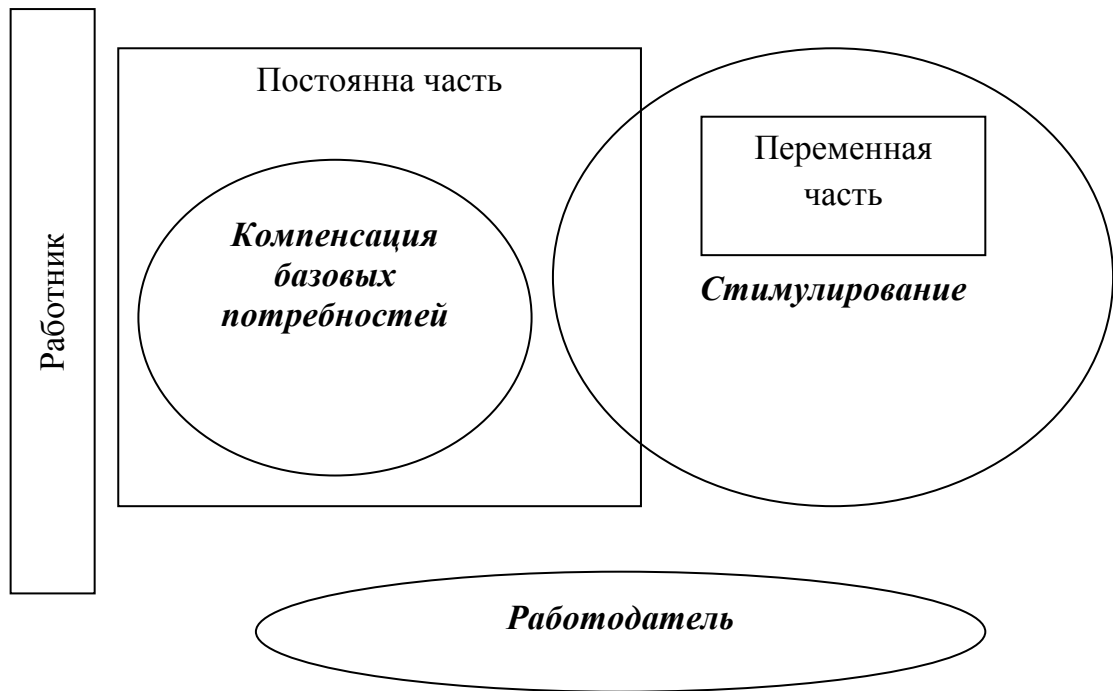 Работник
Постоянна часть
Компенсация
базовых
потребностей
Переменная
часть
Стимулирование
Работодатель